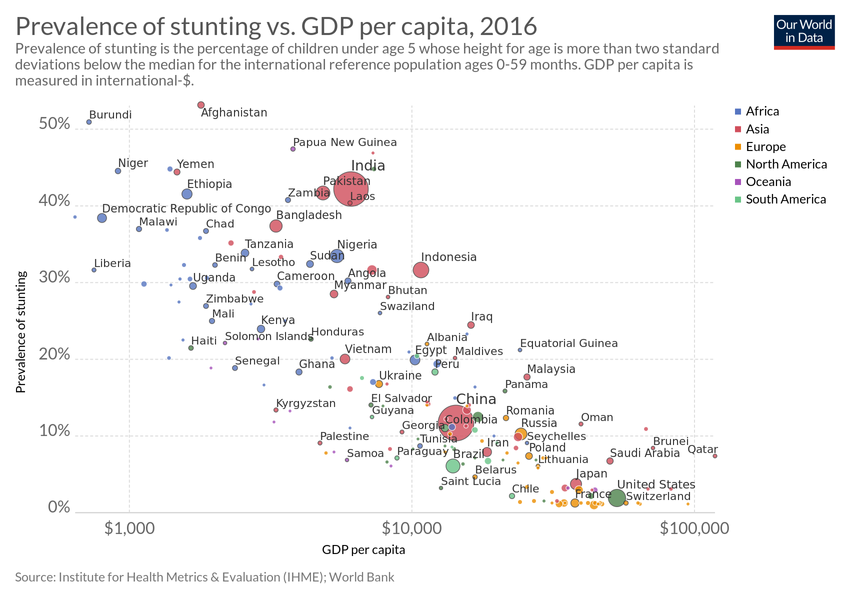 Prevalence of stunting vs. GDP per capita, 2016
Our World
in Data
Prevalence of stunting is the percentage of children under age 5 whose height for age is more than two standard
deviations below the median for the international reference population ages 0-59 months. GDP per capita is
measured in international-$.
Africa
Asia
Europe
North America
Oceania
South America
Prevalence of stunting
50%
40%
30%
20%
10%
0%
Burundi
Afghanistan
Papua New Guinea
Niger
Yemen
India
Ethiopia
Pakistan
Zambia
Laos
Democratic Republic of Congo
Bangladesh
Malawi
Chad
Tanzania
Nigeria
Liberia
Benin
Lesotho
Sudan
Indonesia
Uganda
Cameroon
Angola
Myanmar
Bhutan
Zimbabwe
Swaziland
Mali
Kenya
Iraq
Haiti
Solomon Islands
Honduras
Albania
Equatorial Guinea
Vietnam
Egypt
Maldives
Senegal
Ghana
Peru
Malaysia
Ukraine
Panama
Kyrgyzstan
El Salvador
China
Guyana
Romania
Georgia
Colombia
Russia
Oman
Palestine
Tunisia
Iran
Seychelles
Brunei
Samoa
Paraguay
Brazil
Poland
Saudi Arabia
Qatar
Lithuania
Belarus
Saint Lucia
Chile
Japan
France
United States
Switzerland
$1,000
$10,000
$100,000
GDP per capita
Source: Institute for Health Metrics & Evaluation (IHME); World Bank